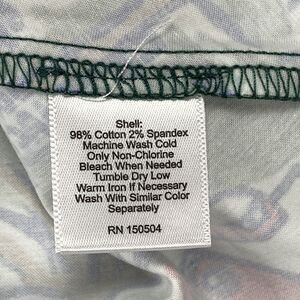 Shell:
98% Cotton 2% Spandex
Machine Wash Cold
Only Non-Chlorine
Bleach When Needed
Tumble Dry Low
Warm Iron If Necessary
Wash With Similar Color
Separately
RN 150504